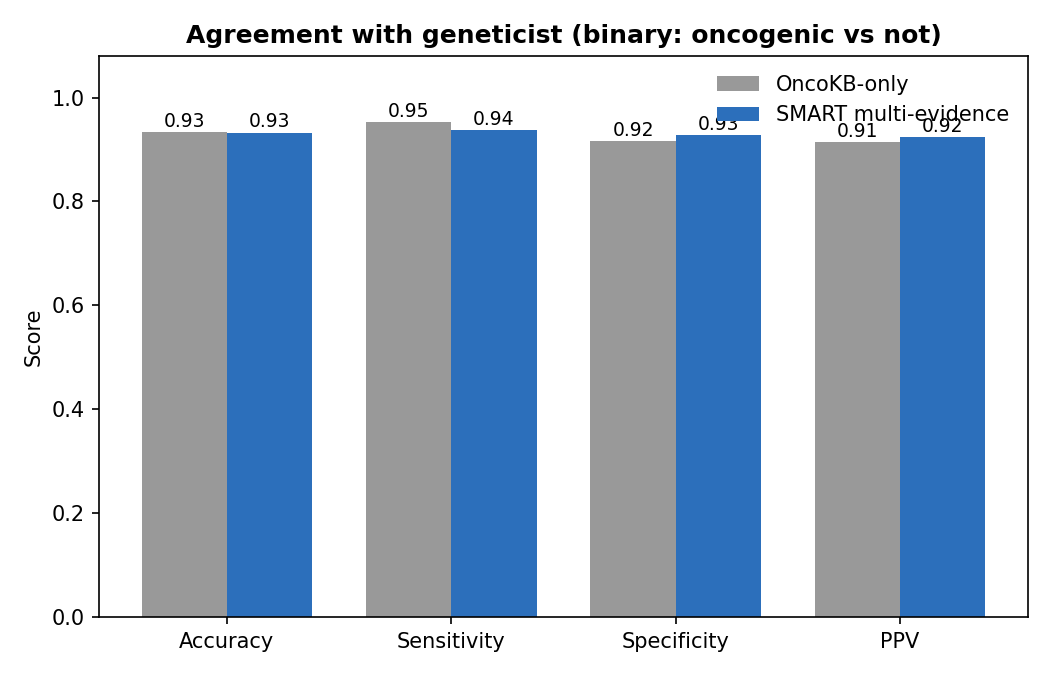 Agreement with geneticist (binary: oncogenic vs not)
OncoKB-only
SMART multi-evidence
0.93
0.93
0.95
0.94
0.92
0.93
0.91
0.92
Score
1.0
0.8
0.6
0.4
0.2
0.0
Accuracy
Sensitivity
Specificity
PPV